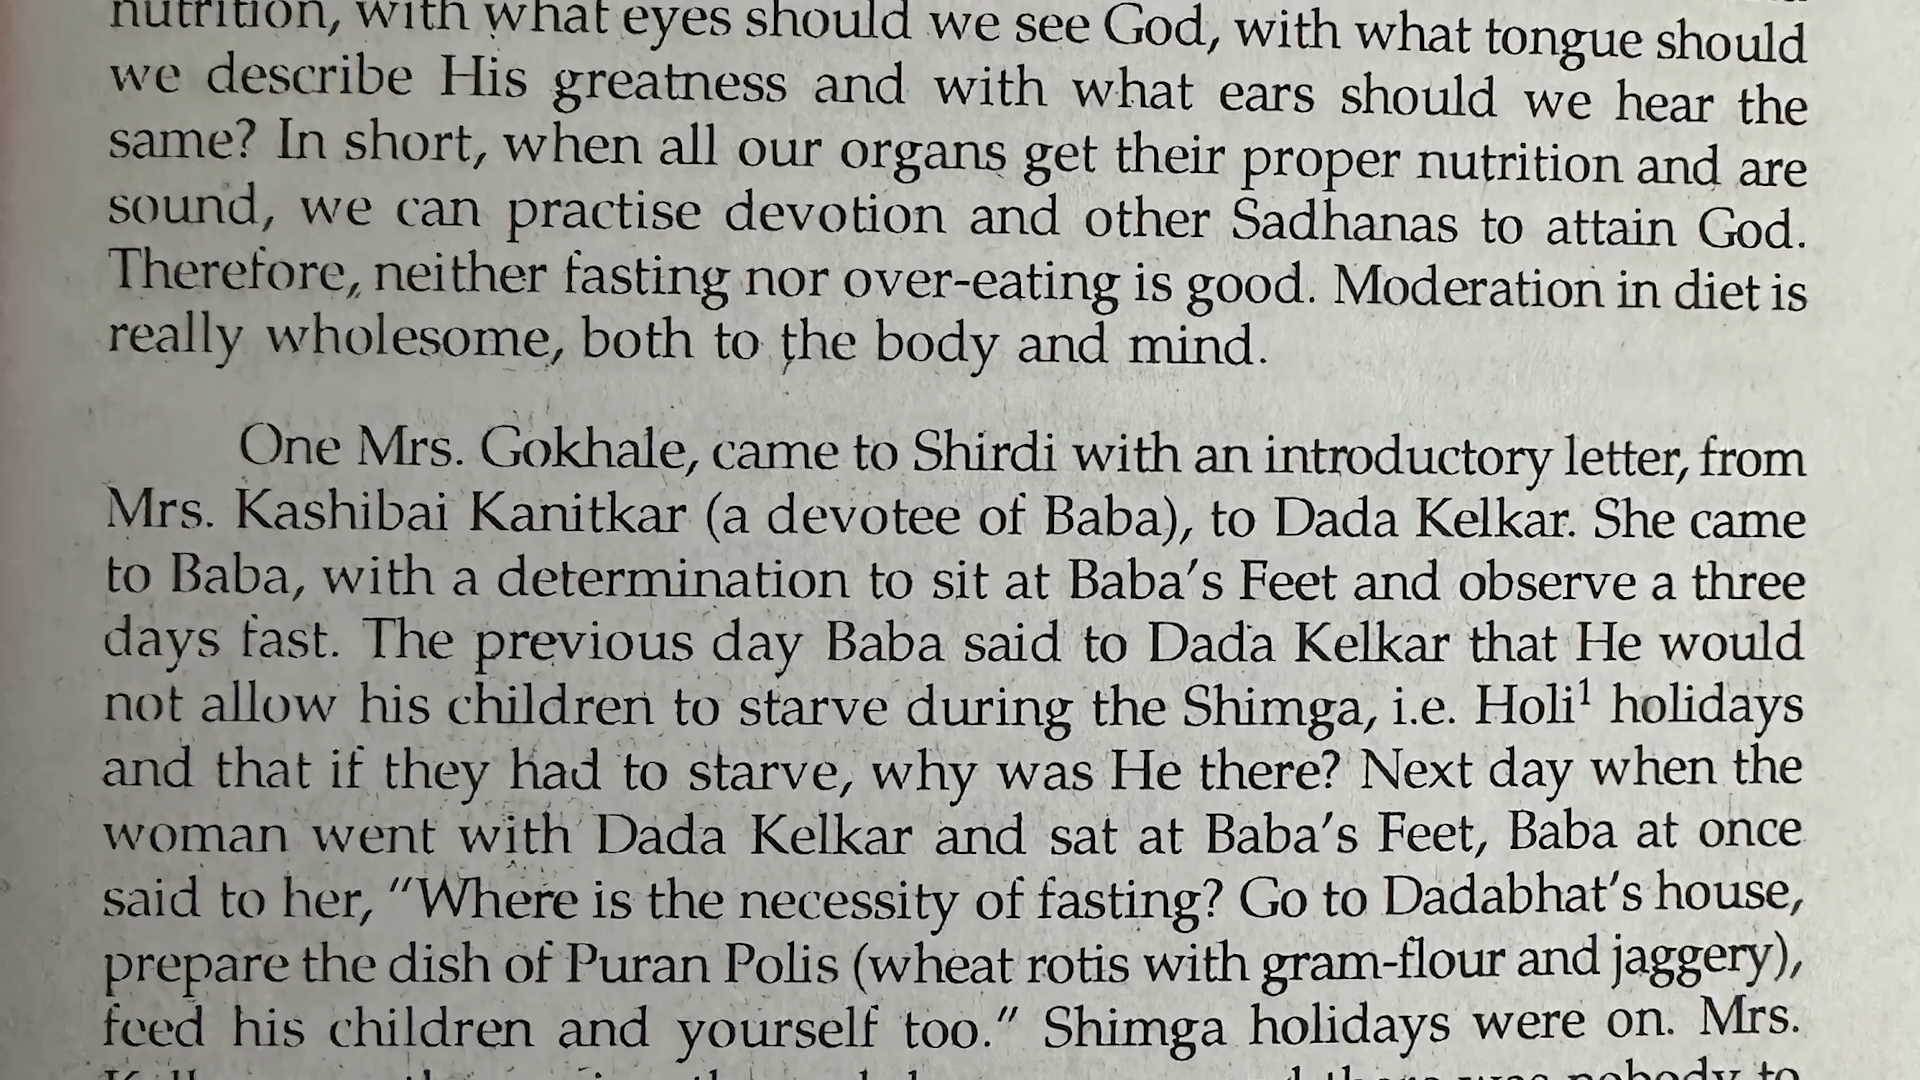 nutrition, with what eyes should we see God, with what tongue should
we describe His greatness and with what ears should we hear the
same? In short, when all our organs get their proper nutrition and are
sound, we can practise devotion and other Sadhanas to attain God.
Therefore, neither fasting nor over-eating is good. Moderation in diet is
really wholesome, both to the body and mind.
One Mrs. Gokhale, came to Shirdi with an introductory letter, from
Mrs. Kashibai Kanitkar (a devotee of Baba), to Dada Kelkar. She came
to Baba, with a determination to sit at Baba's Feet and observe a three
days fast. The previous day Baba said to Dada Kelkar that He would
not allow his children to starve during the Shimga, i.e. Holi¹ holidays
and that if they had to starve, why was He there? Next day when the
woman went with Dada Kelkar and sat at Baba's Feet, Baba at once
said to her, "Where is the necessity of fasting? Go to Dadabhat's house,
prepare the dish of Puran Polis (wheat rotis with gram-flour and jaggery),
feed his children and yourself too." Shimga holidays were on. Mrs.
there was nobody to